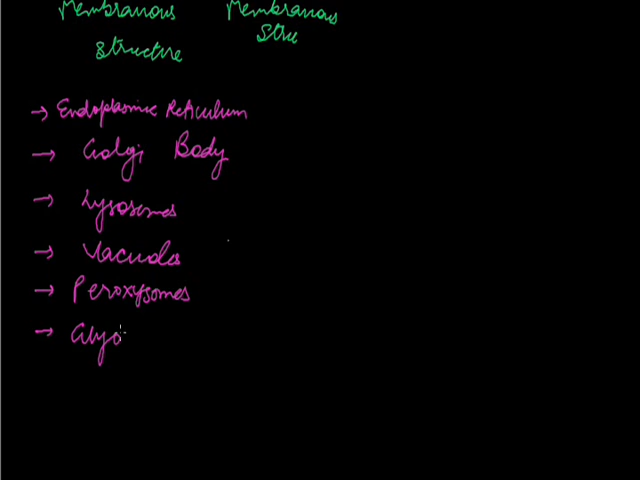 Membranous Membranous
Structure Stru
→ Endoplasmic Reticulum
→ Golgi Body
→ Lysosomes
→ Vacuole
→ Peroxysomes
→ Glyo